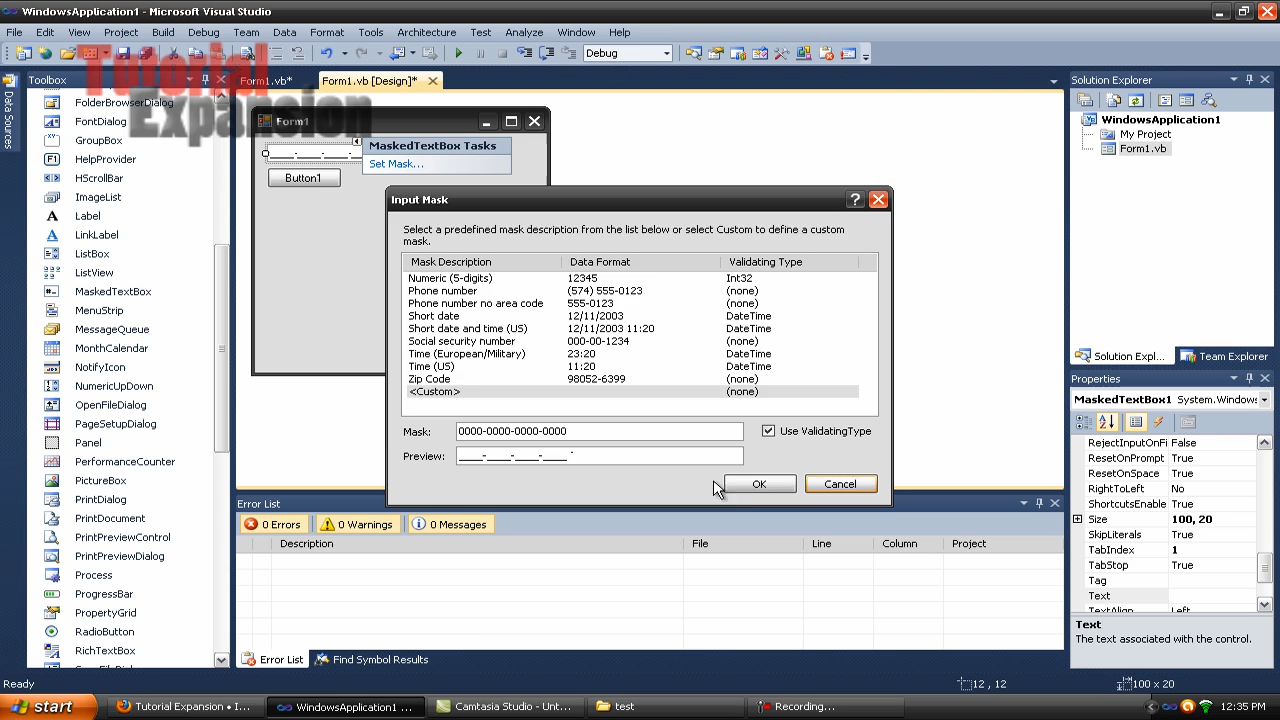 WindowsApplication1 - Microsoft Visual Studio
File Edit View Project Build Debug Team Data Format Tools Architecture Test Analyze Window Help
Debug
Tutorial
Expansion
Data Sources
Toolbox
FolderBrowserDialog
FontDialog
GroupBox
HelpProvider
HScrollBar
ImageList
Label
LinkLabel
ListBox
ListView
MaskedTextBox
MenuStrip
MessageQueue
MonthCalendar
NotifyIcon
NumericUpDown
OpenFileDialog
PageSetupDialog
Panel
PerformanceCounter
PictureBox
PrintDialog
PrintDocument
PrintPreviewControl
PrintPreviewDialog
Process
ProgressBar
PropertyGrid
RadioButton
RichTextBox
Form1.vb*
Form1.vb [Design]*
Form1
____-____-____-_
MaskedTextBox Tasks
Set Mask...
Button1
Input Mask
Select a predefined mask description from the list below or select Custom to define a custom
mask.
Mask Description Data Format Validating Type
Numeric (5-digits) 12345 Int32
Phone number (574) 555-0123 (none)
Phone number no area code 555-0123 (none)
Short date 12/11/2003 DateTime
Short date and time (US) 12/11/2003 11:20 DateTime
Social security number 000-00-1234 (none)
Time (European/Military) 23:20 DateTime
Time (US) 11:20 DateTime
Zip Code 98052-6399 (none)
<Custom> (none)
Mask: 0000-0000-0000-0000
Use ValidatingType
Preview: ____-____-____-____
OK
Cancel
Error List
0 Errors
0 Warnings
0 Messages
Description File Line Column Project
Error List
Find Symbol Results
Solution Explorer
WindowsApplication1
My Project
Form1.vb
Solution Expl...
Team Explorer
Properties
MaskedTextBox1 System.Windows
RejectInputOnFi False
ResetOnPrompt True
ResetOnSpace True
RightToLeft No
ShortcutsEnable True
Size 100, 20
SkipLiterals True
TabIndex 1
TabStop True
Tag
Text
TextAlign Left
Text
The text associated with the control.
Ready
12 , 12
100 x 20
start
Tutorial Expansion • I...
WindowsApplication1 ...
Camtasia Studio - Unt...
test
Recording...
12:35 PM